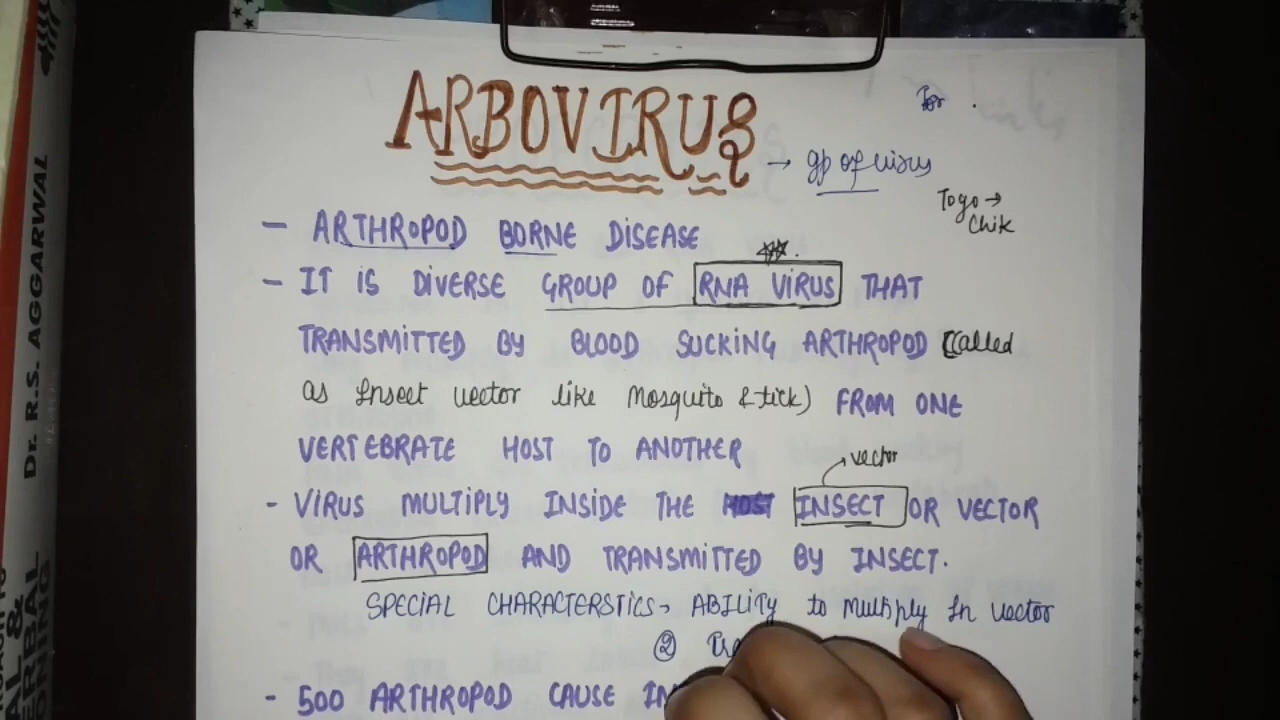 ARBOVIRUS
→ gp of virus
Togo →
Chik
- ARTHROPOD BORNE DISEASE
- IT IS DIVERSE GROUP OF RNA VIRUS THAT
TRANSMITTED BY BLOOD SUCKING ARTHROPOD (Called
as Insect vector like Mosquito & tick) FROM ONE
VERTEBRATE HOST TO ANOTHER
→ vector
- VIRUS MULTIPLY INSIDE THE INSECT OR VECTOR
OR ARTHROPOD AND TRANSMITTED BY INSECT.
SPECIAL CHARACTERSTICS→ ABILITY to multiply In vector
②
- 500 ARTHROPOD CAUSE
Dr. R.S. AGGARWAL